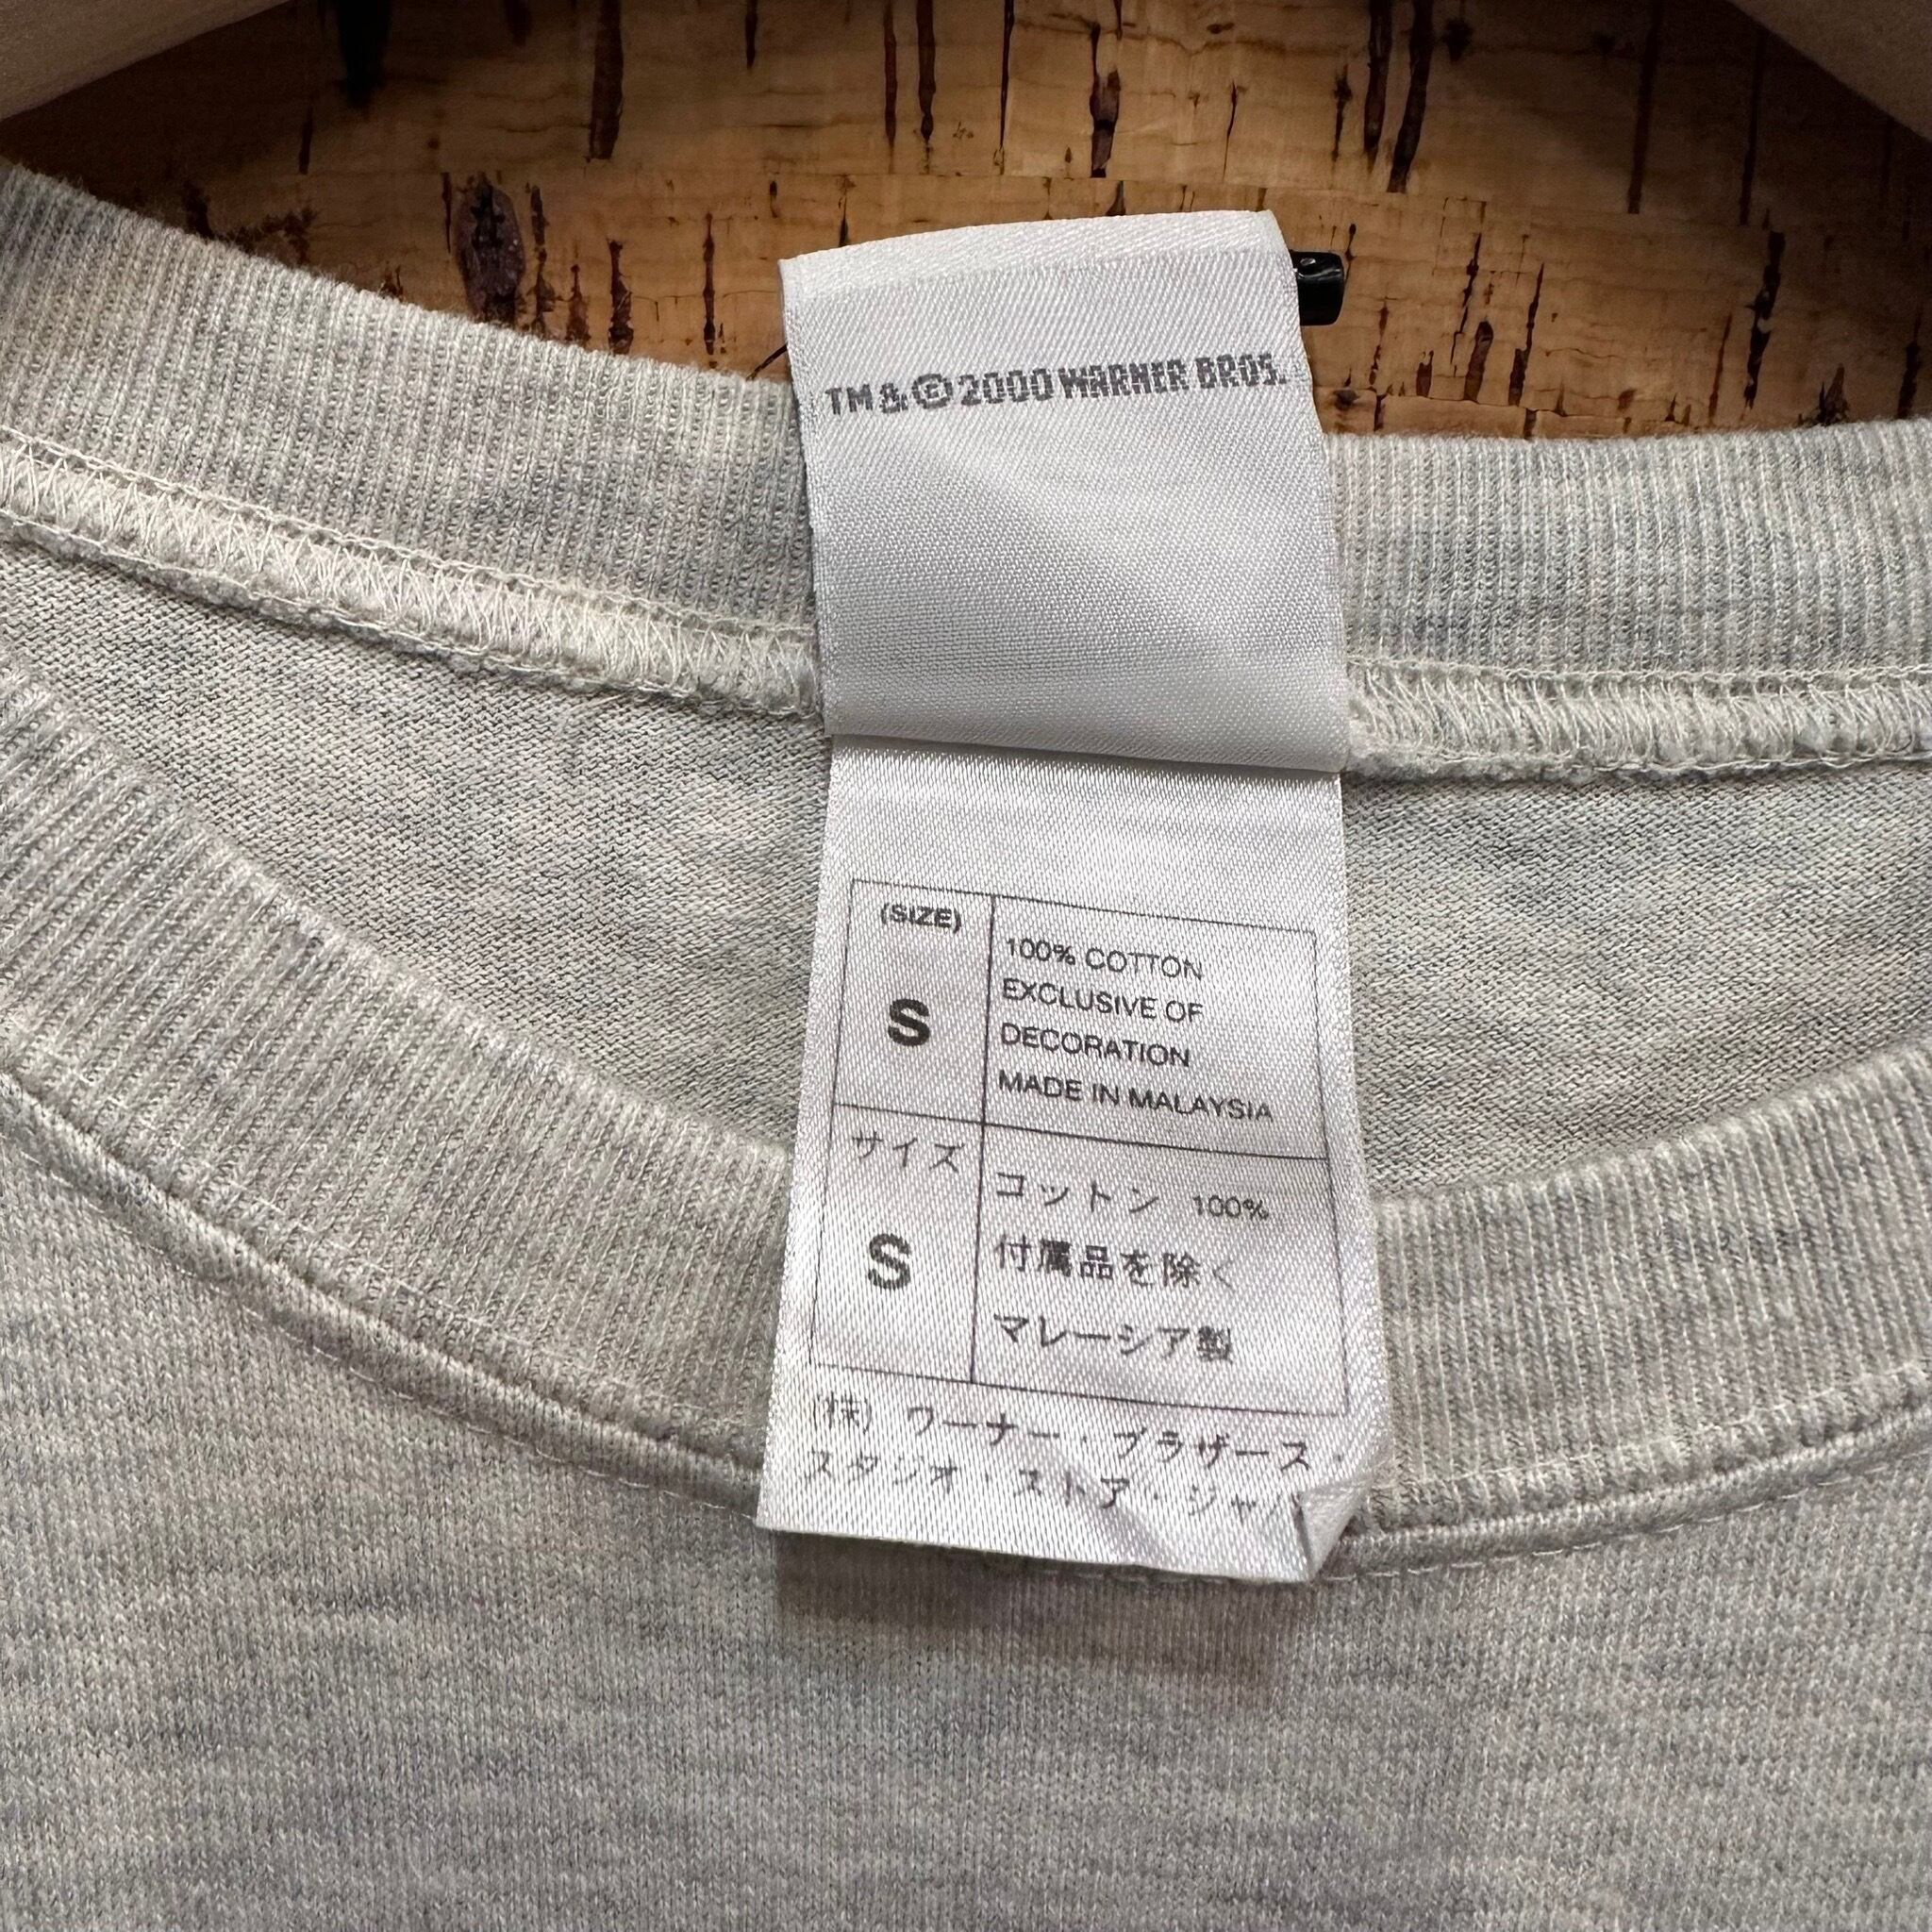 TM & © 2000 WARNER BROS.
(SIZE)
S
100% COTTON
EXCLUSIVE OF
DECORATION
MADE IN MALAYSIA
サイズ
S
コットン 100%
付属品を除く
マレーシア製
(株) ワーナー・ブラザース・
スタジオ・ストア・ジャパ